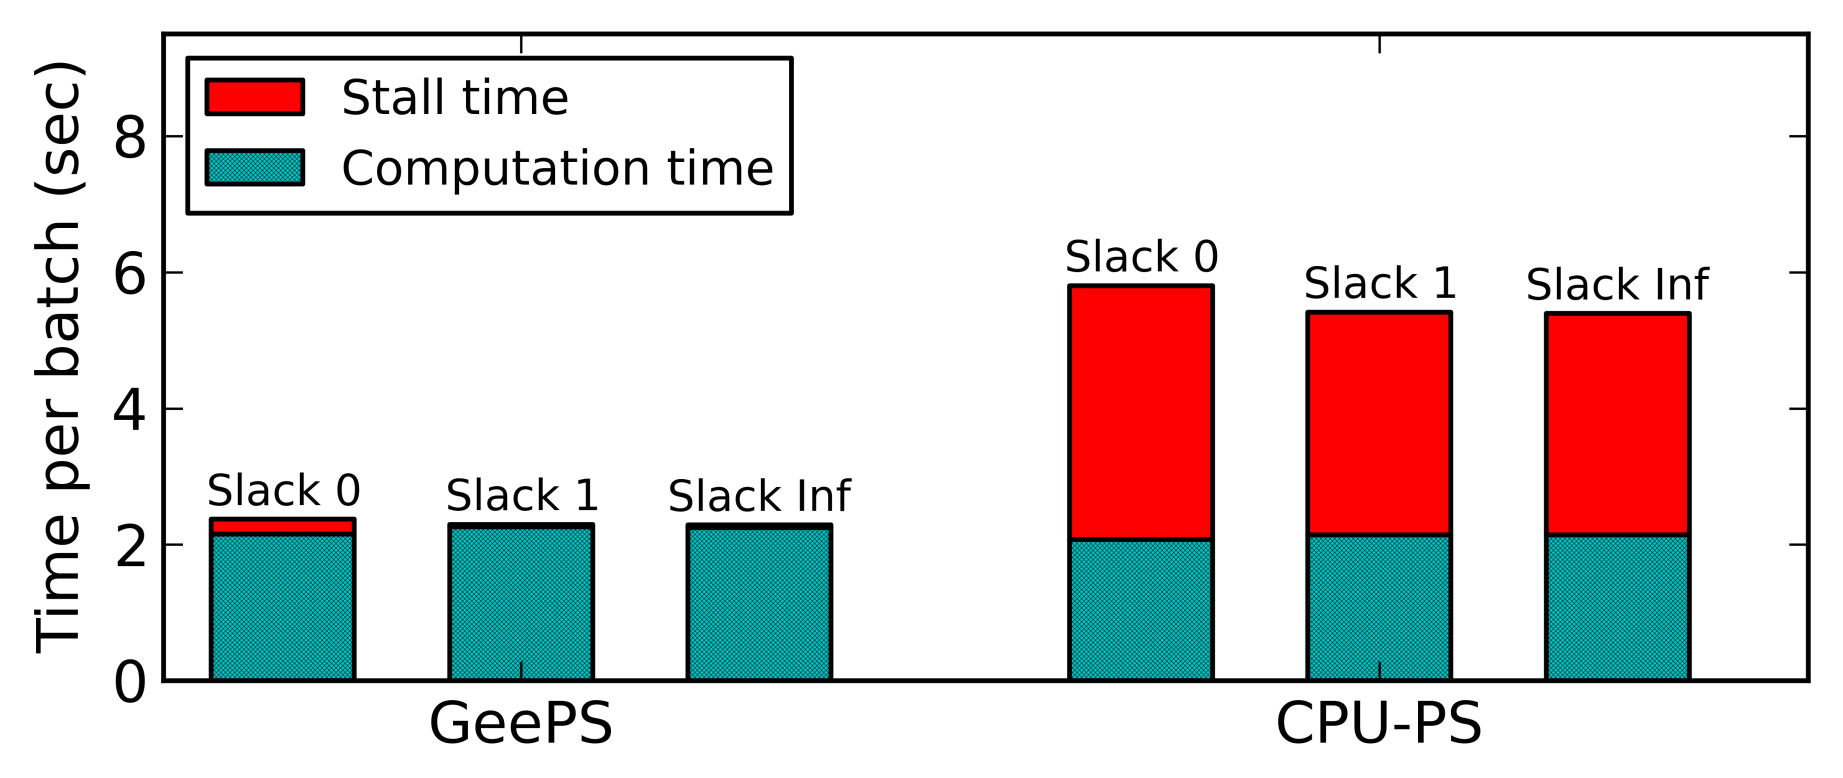 Time per batch (sec)
8
6
4
2
0
Stall time
Computation time
Slack 0
Slack 1
Slack Inf
Slack 0
Slack 1
Slack Inf
GeePS
CPU-PS